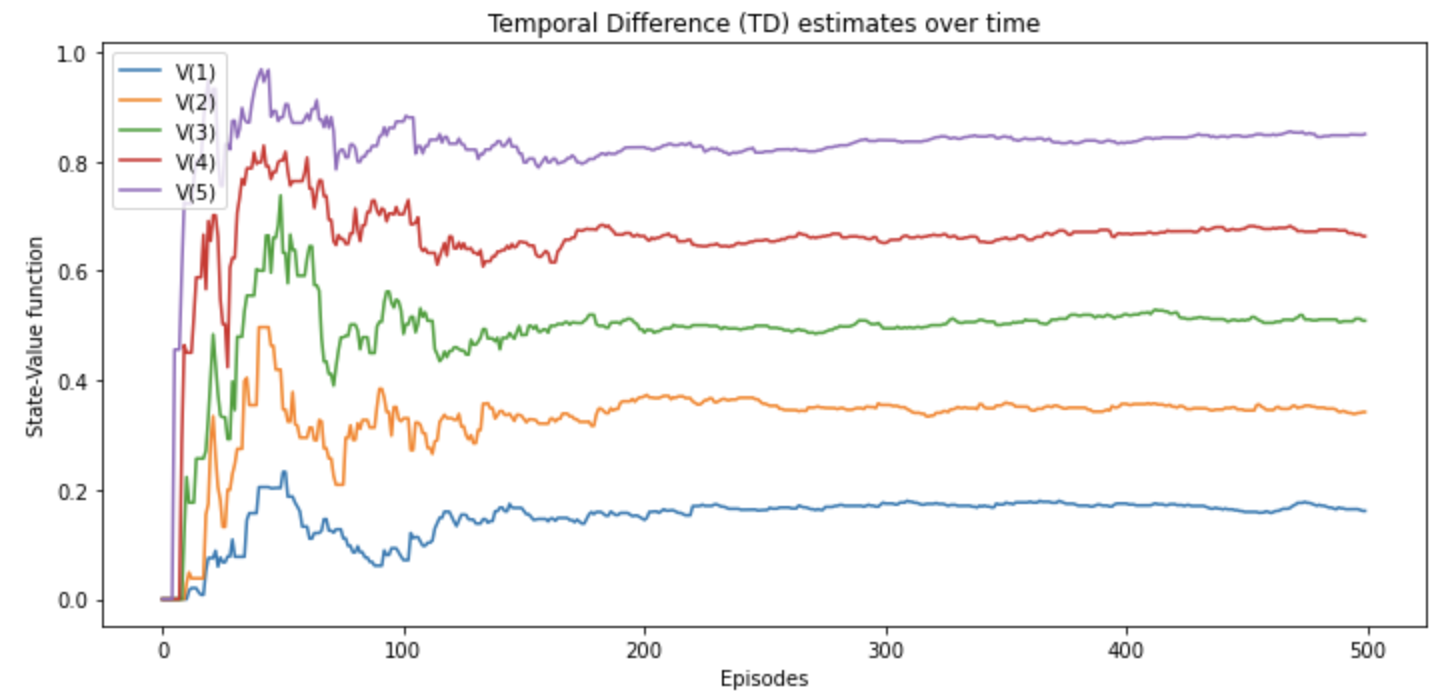 Temporal Difference (TD) estimates over time
1.0
0.8
0.6
0.4
0.2
0.0
State-Value function
V(1)
V(2)
V(3)
V(4)
V(5)
0
100
200
300
400
500
Episodes